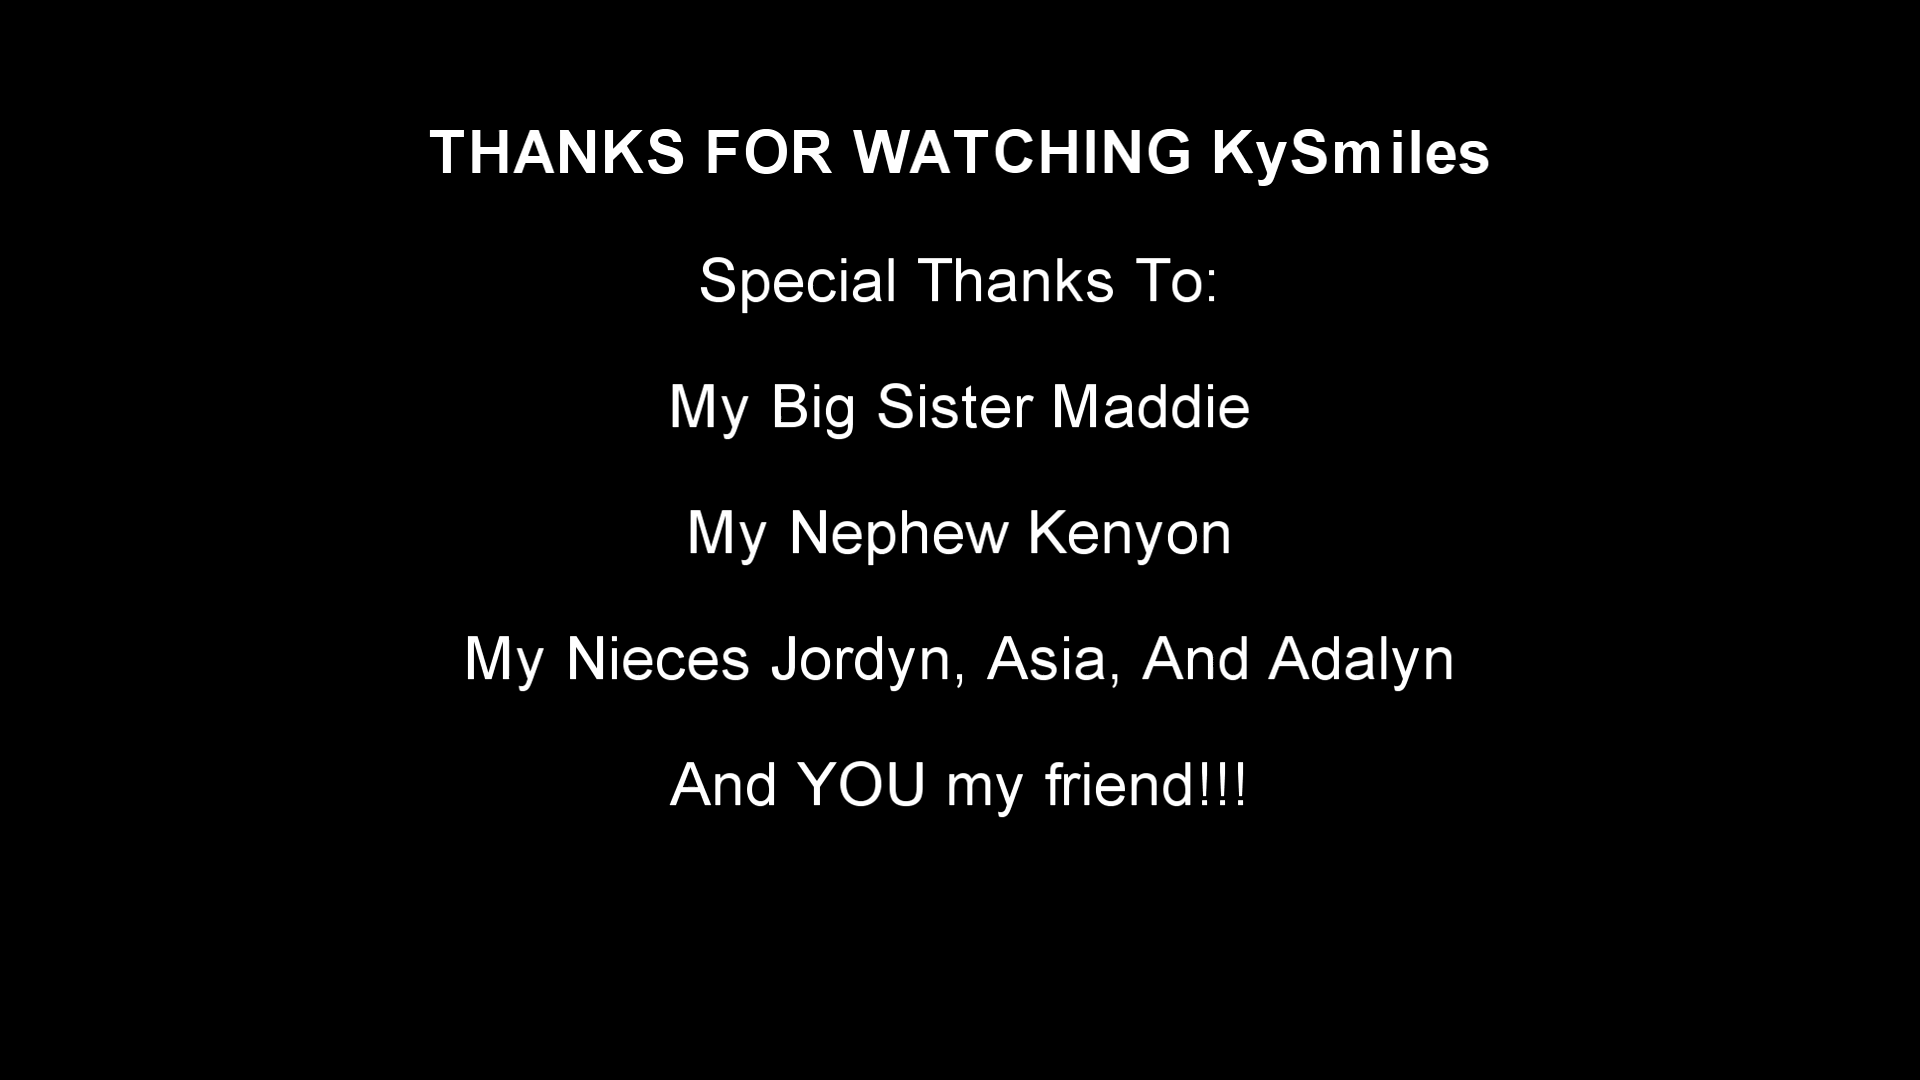 THANKS FOR WATCHING KySmiles
Special Thanks To:
My Big Sister Maddie
My Nephew Kenyon
My Nieces Jordyn, Asia, And Adalyn
And YOU my friend!!!